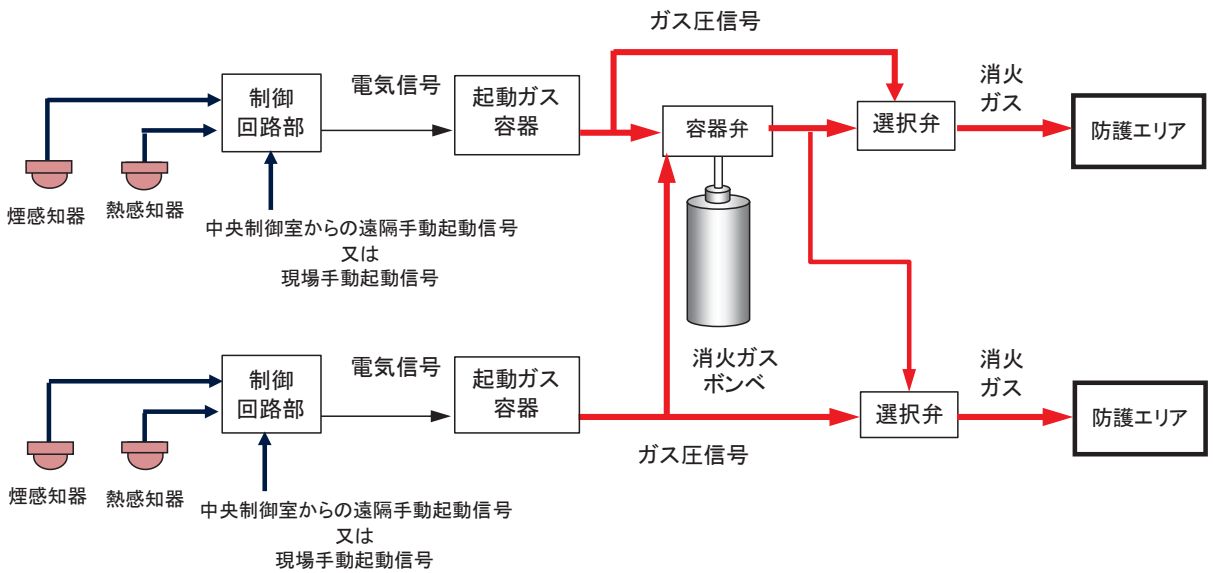 ガス圧信号
電気信号
消火
ガス
制御
回路部
起動ガス
容器
容器弁
選択弁
防護エリア
煙感知器
熱感知器
中央制御室からの遠隔手動起動信号
又は
現場手動起動信号
消火ガス
ボンベ
電気信号
消火
ガス
制御
回路部
起動ガス
容器
選択弁
防護エリア
ガス圧信号
煙感知器
熱感知器
中央制御室からの遠隔手動起動信号
又は
現場手動起動信号